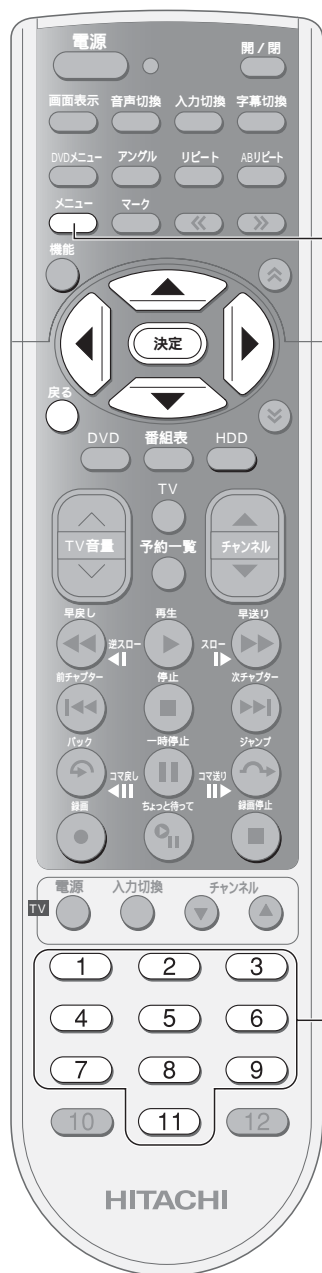 電源
開/閉
画面表示 音声切換 入力切換 字幕切換
DVDメニュー アングル リピート ABリピート
メニュー マーク
機能
決定
戻る
DVD 番組表 HDD
TV
TV音量 予約一覧 チャンネル
早戻し 再生 早送り
逆スロー スロー
前チャプター 停止 次チャプター
バック 一時停止 ジャンプ
コマ戻し コマ送り
録画 ちょっと待って 録画停止
TV 電源 入力切換 チャンネル
1 2 3
4 5 6
7 8 9
10 11 12
HITACHI